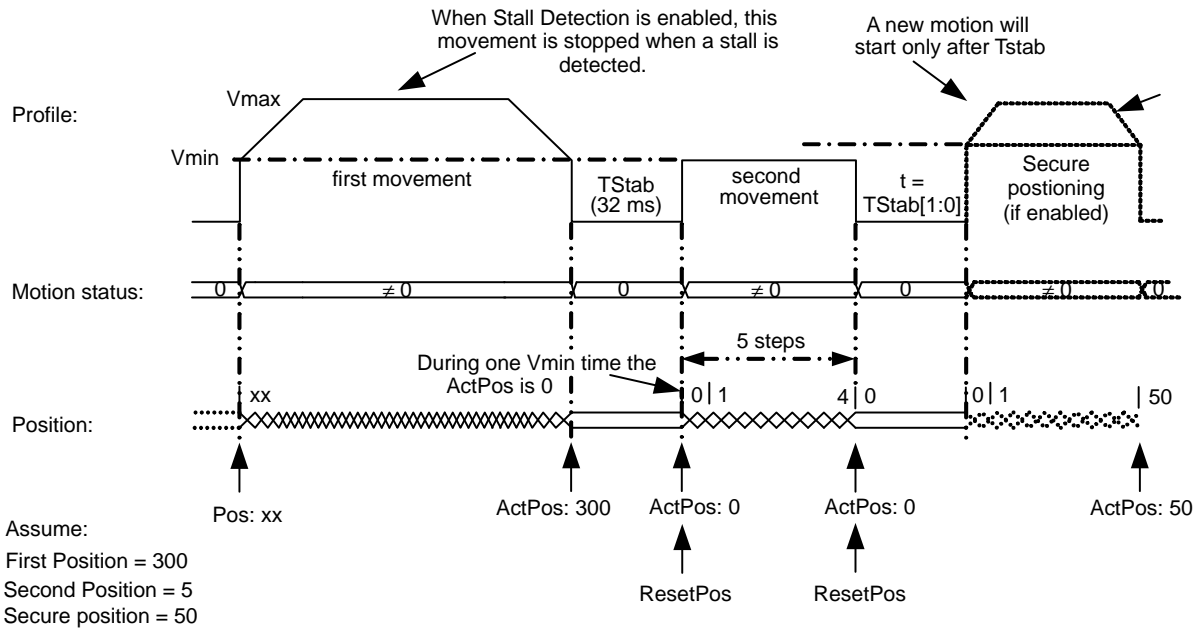 When Stall Detection is enabled, this
movement is stopped when a stall is
detected.
A new motion will
start only after Tstab
Profile:
Vmax
Vmin
first movement
TStab
(32 ms)
second
movement
t =
TStab[1:0]
Secure
postioning
(if enabled)
Motion status:
0
≠ 0
0
≠ 0
0
≠ 0
0
5 steps
During one Vmin time the
ActPos is 0
Position:
xx
0 | 1
4 | 0
0 | 1
| 50
Pos: xx
ActPos: 300
ActPos: 0
ActPos: 0
ActPos: 50
ResetPos
ResetPos
Assume:
First Position = 300
Second Position = 5
Secure position = 50